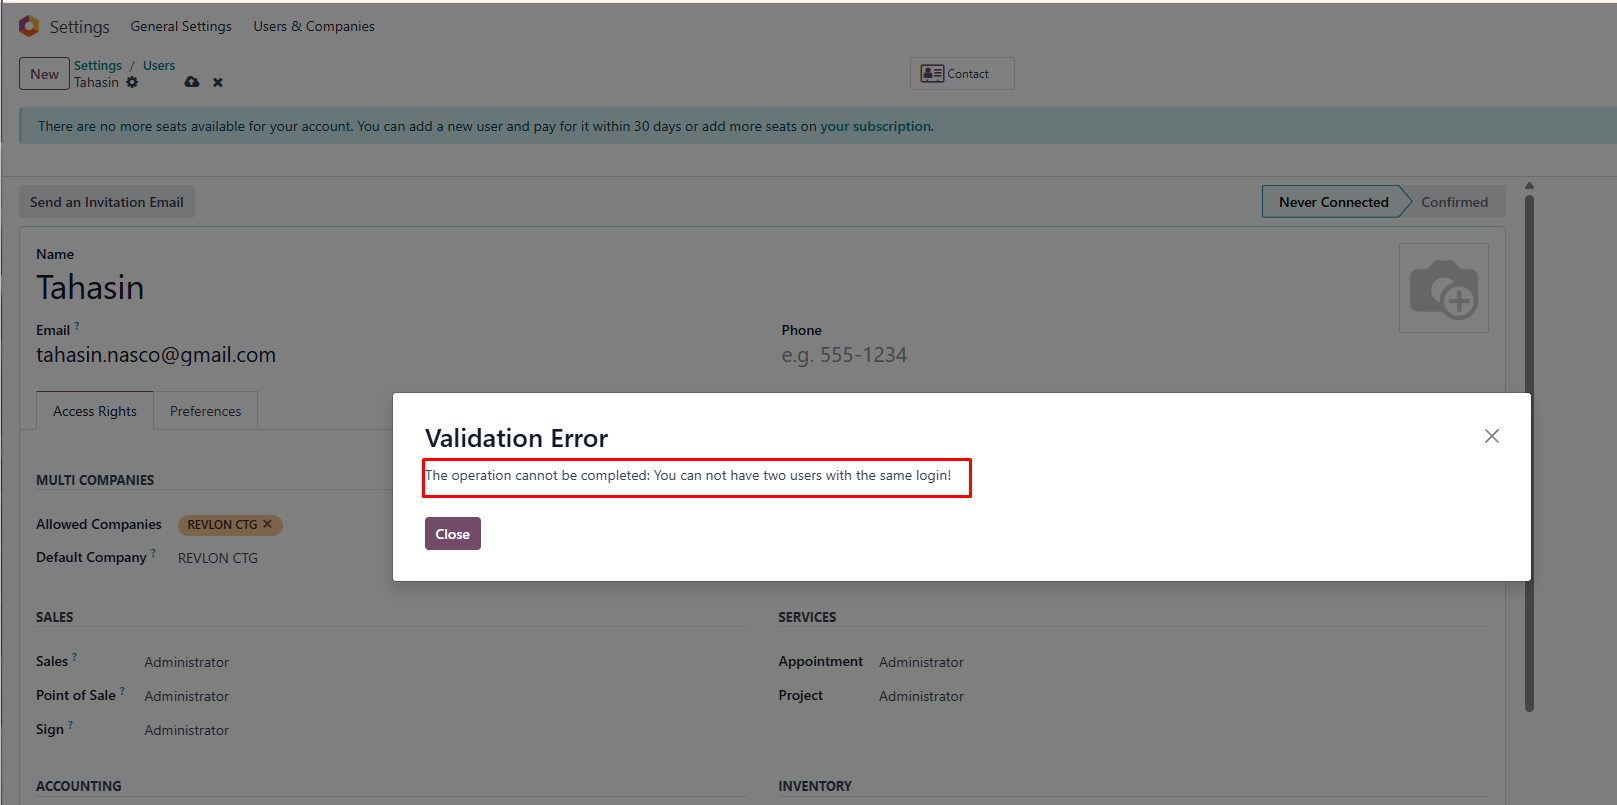 Settings General Settings Users & Companies
New Settings / Users
Tahasin
Contact
There are no more seats available for your account. You can add a new user and pay for it within 30 days or add more seats on your subscription.
Send an Invitation Email
Never Connected Confirmed
Name
Tahasin
Email ?
tahasin.nasco@gmail.com
Phone
e.g. 555-1234
Access Rights Preferences
Validation Error
The operation cannot be completed: You can not have two users with the same login!
Close
MULTI COMPANIES
Allowed Companies REVLON CTG
Default Company ? REVLON CTG
SALES
Sales ? Administrator
Point of Sale ? Administrator
Sign ? Administrator
SERVICES
Appointment Administrator
Project Administrator
ACCOUNTING
INVENTORY